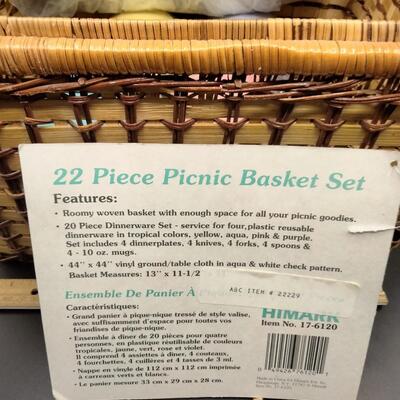 22 Piece Picnic Basket Set
Features:
• Roomy woven basket with enough space for all your picnic goodies.
• 20 Piece Dinnerware Set - service for four, plastic reusable
dinnerware in tropical colors, yellow, aqua, pink & purple.
Set includes 4 dinnerplates, 4 knives, 4 forks, 4 spoons &
4 - 10 oz. mugs.
• 44" x 44" vinyl ground/table cloth in aqua & white check pattern.
Basket Measures: 13" x 11-1/2
ABC ITEM # 22229
Ensemble De Panier À
Caractéristiques:
• Grand panier à pique-nique tressé de style valise,
avec suffisamment d'espace pour toutes vos
friandises de pique-nique.
• Ensemble à dîner de 20 pièces pour quatre
personnes, en plastique réutilisable de couleurs
tropicales, jaune, vert, rose et violet.
Il comprend 4 assiettes à dîner, 4 couteaux,
4 fourchettes, 4 cuillières et 4 tasses de 3 ml.
• Nappe en vinyle de 112 cm x 112 cm imprimée à
carreaux verts et blancs.
• Le panier mesure 33 cm x 29 cm x 28 cm.
HIMARK
Item No. 17-6120